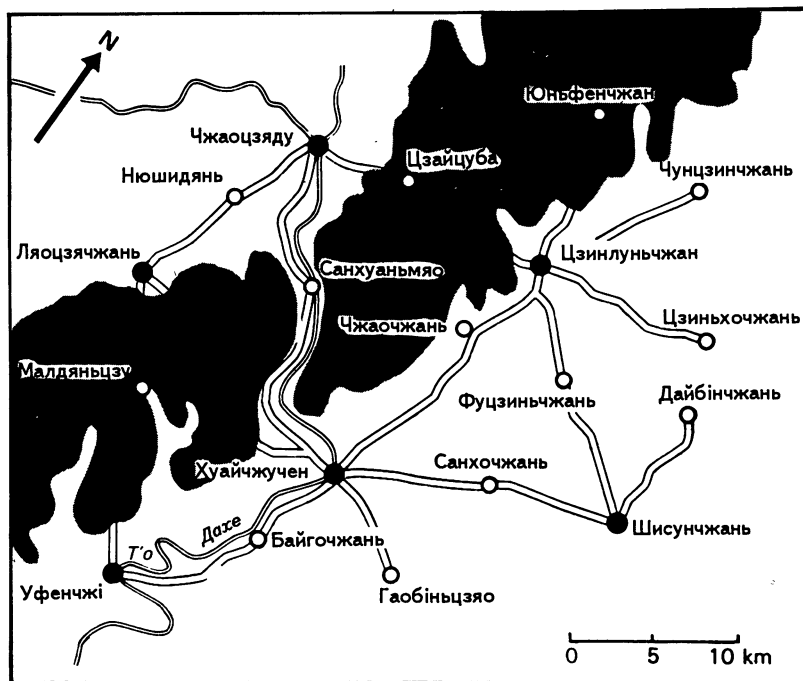 N
Юньфенчжан
Чжаоцзяду
Цзайцуба
Чунцзинчжань
Нюшидянь
Ляоцзячжань
Цзинлуньчжан
Санхуаньмяо
Чжаочжань
Цзиньхочжань
Малдяньцзу
Фуцзиньчжань
Дайбінчжань
Хуайчжучен
Санхочжань
Дахе
Шисунчжань
Т'о
Байгочжань
Уфенчжі
Гаобіньцзяо
0 5 10 km